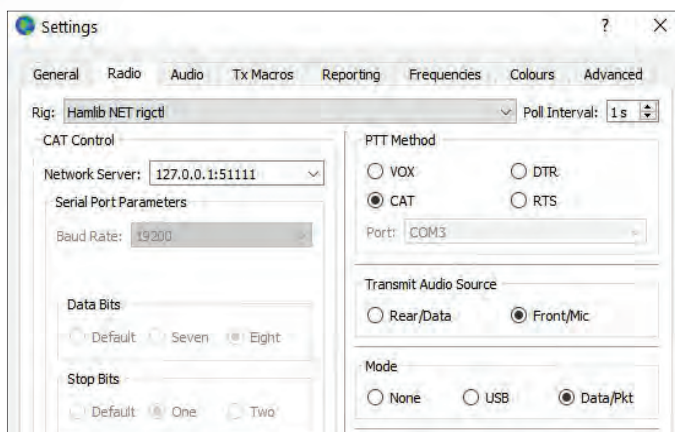 Settings ? ×
General Radio Audio Tx Macros Reporting Frequencies Colours Advanced
Rig: Hamlib NET rigctl Poll Interval: 1 s
CAT Control
Network Server: 127.0.0.1:51111
Serial Port Parameters
Baud Rate: 19200
Data Bits
Default Seven Eight
Stop Bits
Default One Two
PTT Method
VOX DTR
CAT RTS
Port: COM3
Transmit Audio Source
Rear/Data Front/Mic
Mode
None USB Data/Pkt